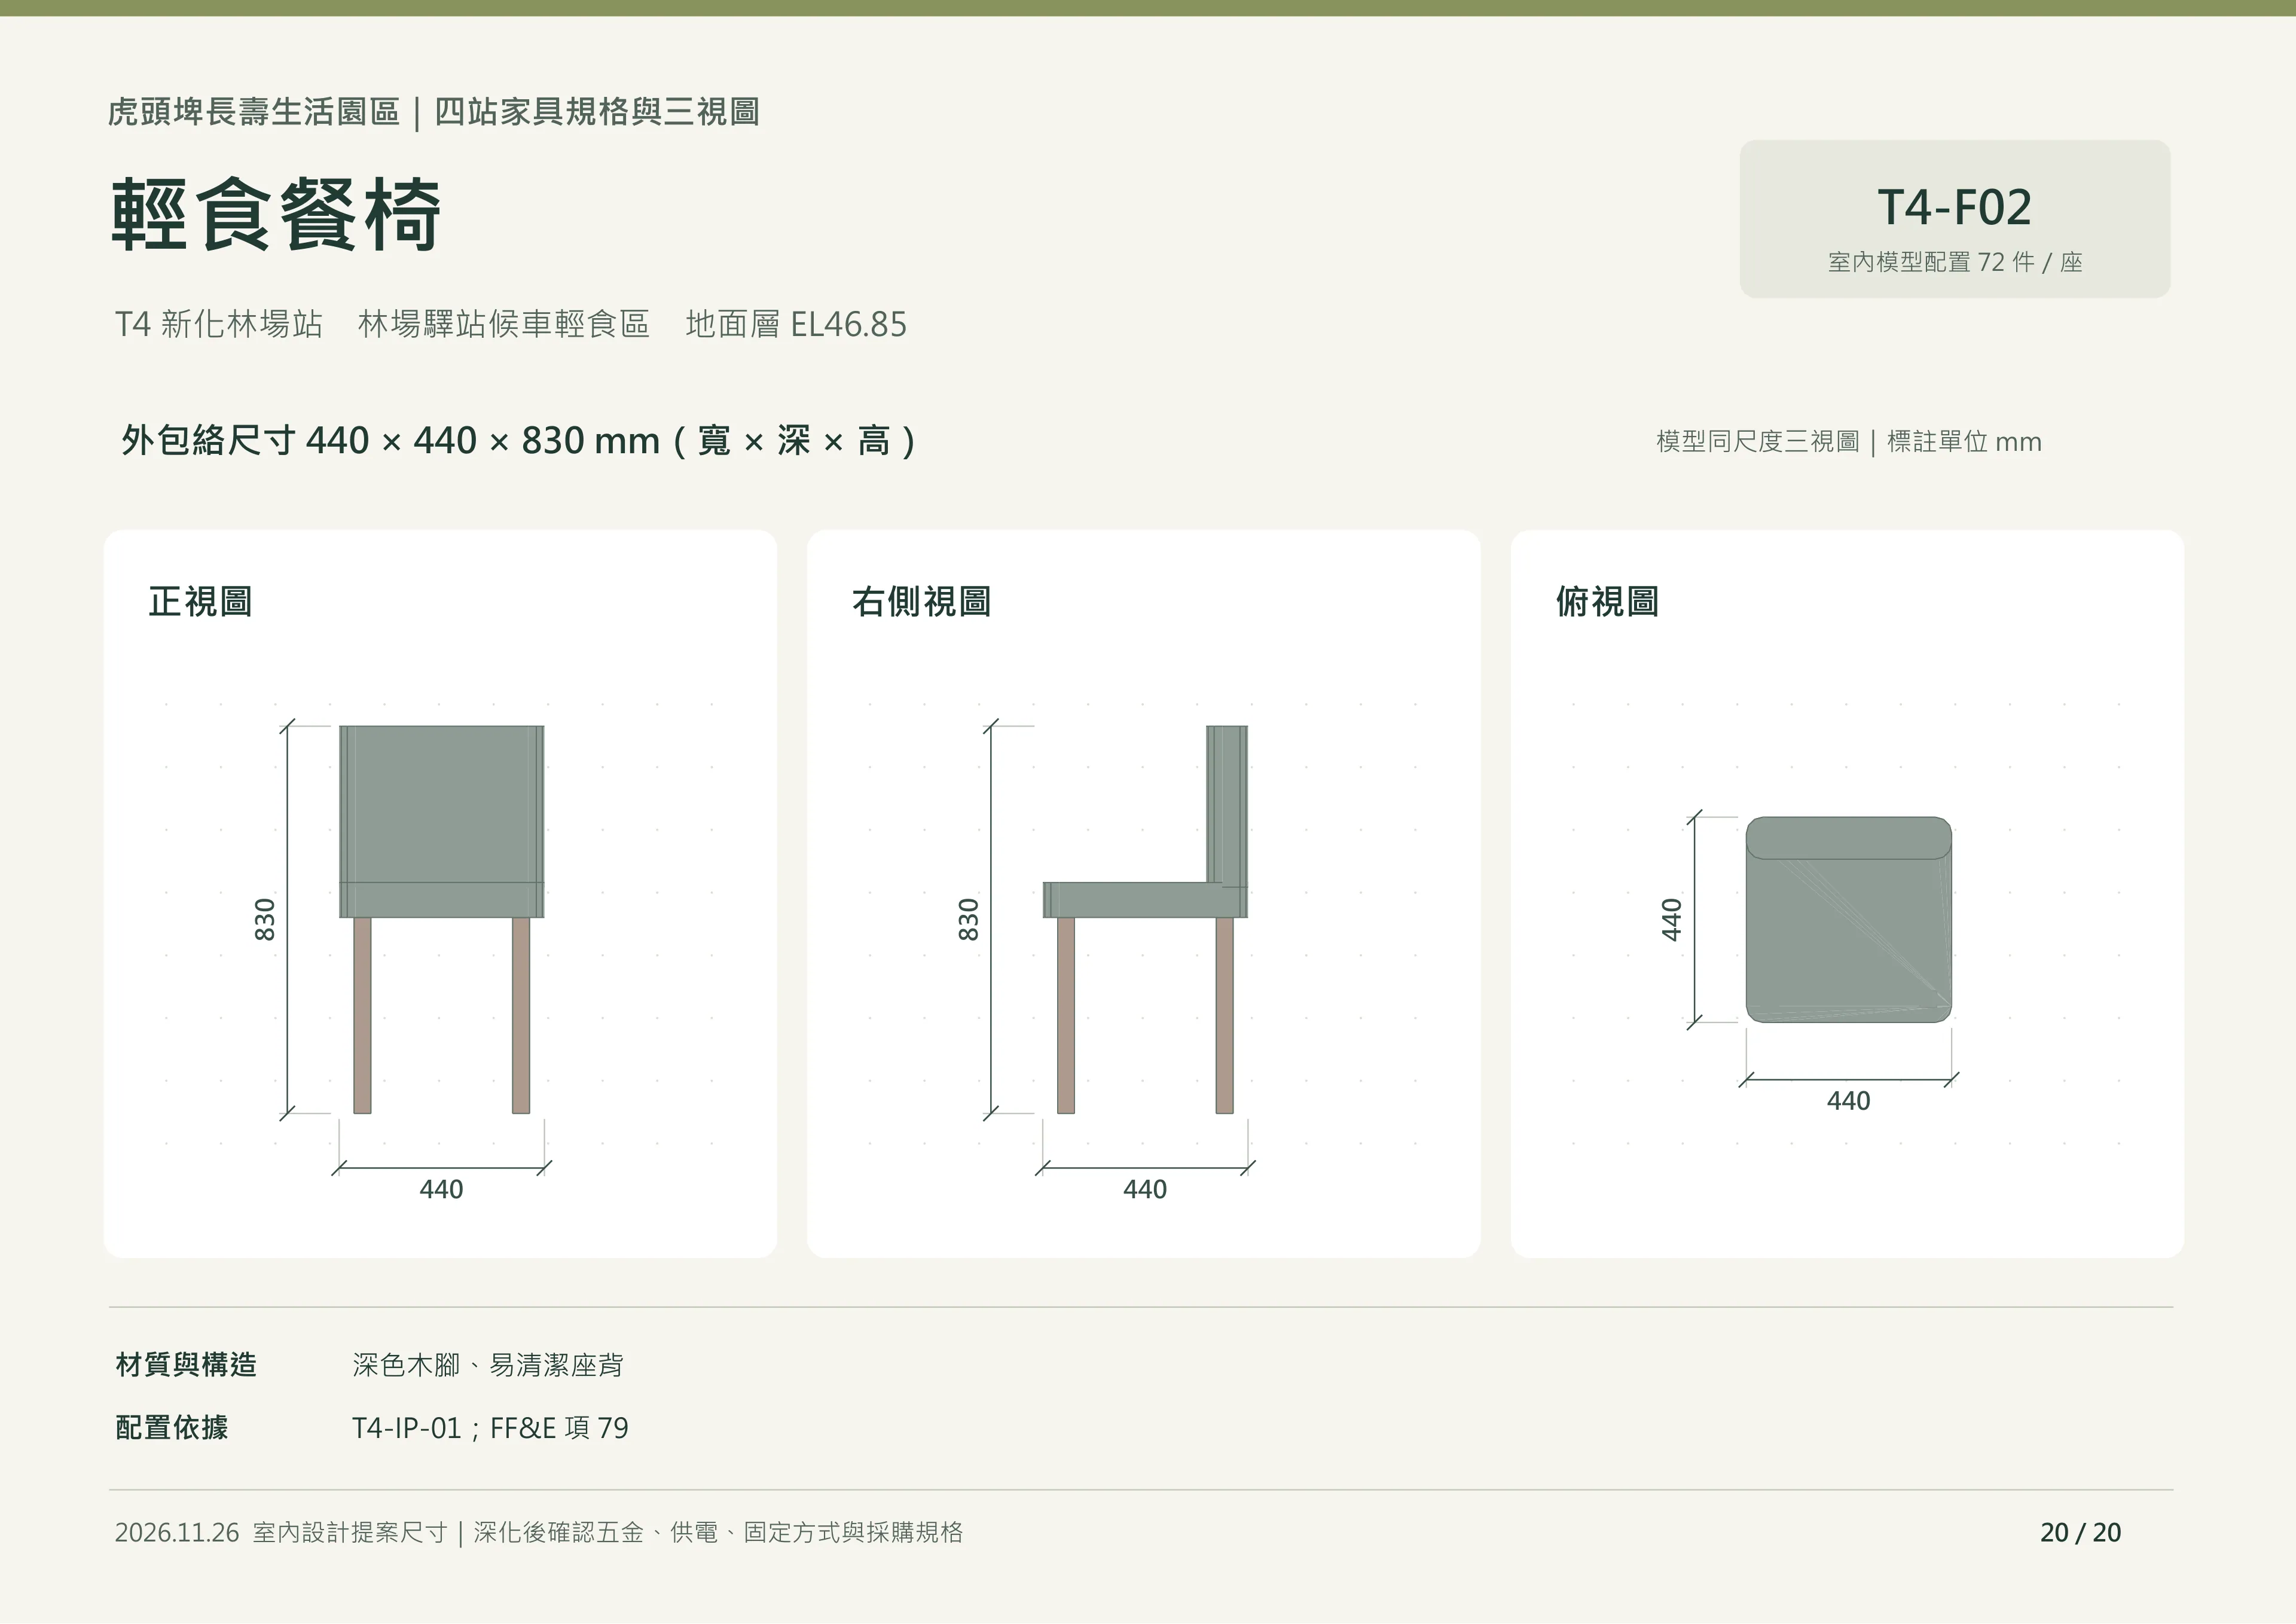 虎頭埤長壽生活園區｜四站家具規格與三視圖
輕食餐椅
T4-F02
室內模型配置 72 件 / 座
T4 新化林場站　林場驛站候車輕食區　地面層 EL46.85
外包絡尺寸 440 × 440 × 830 mm ( 寬 × 深 × 高 )
模型同尺度三視圖｜標註單位 mm
正視圖
830
440
右側視圖
830
440
俯視圖
440
440
材質與構造　深色木腳、易清潔座背
配置依據　T4-IP-01；FF&E 項 79
2026.11.26 室內設計提案尺寸｜深化後確認五金、供電、固定方式與採購規格
20 / 20